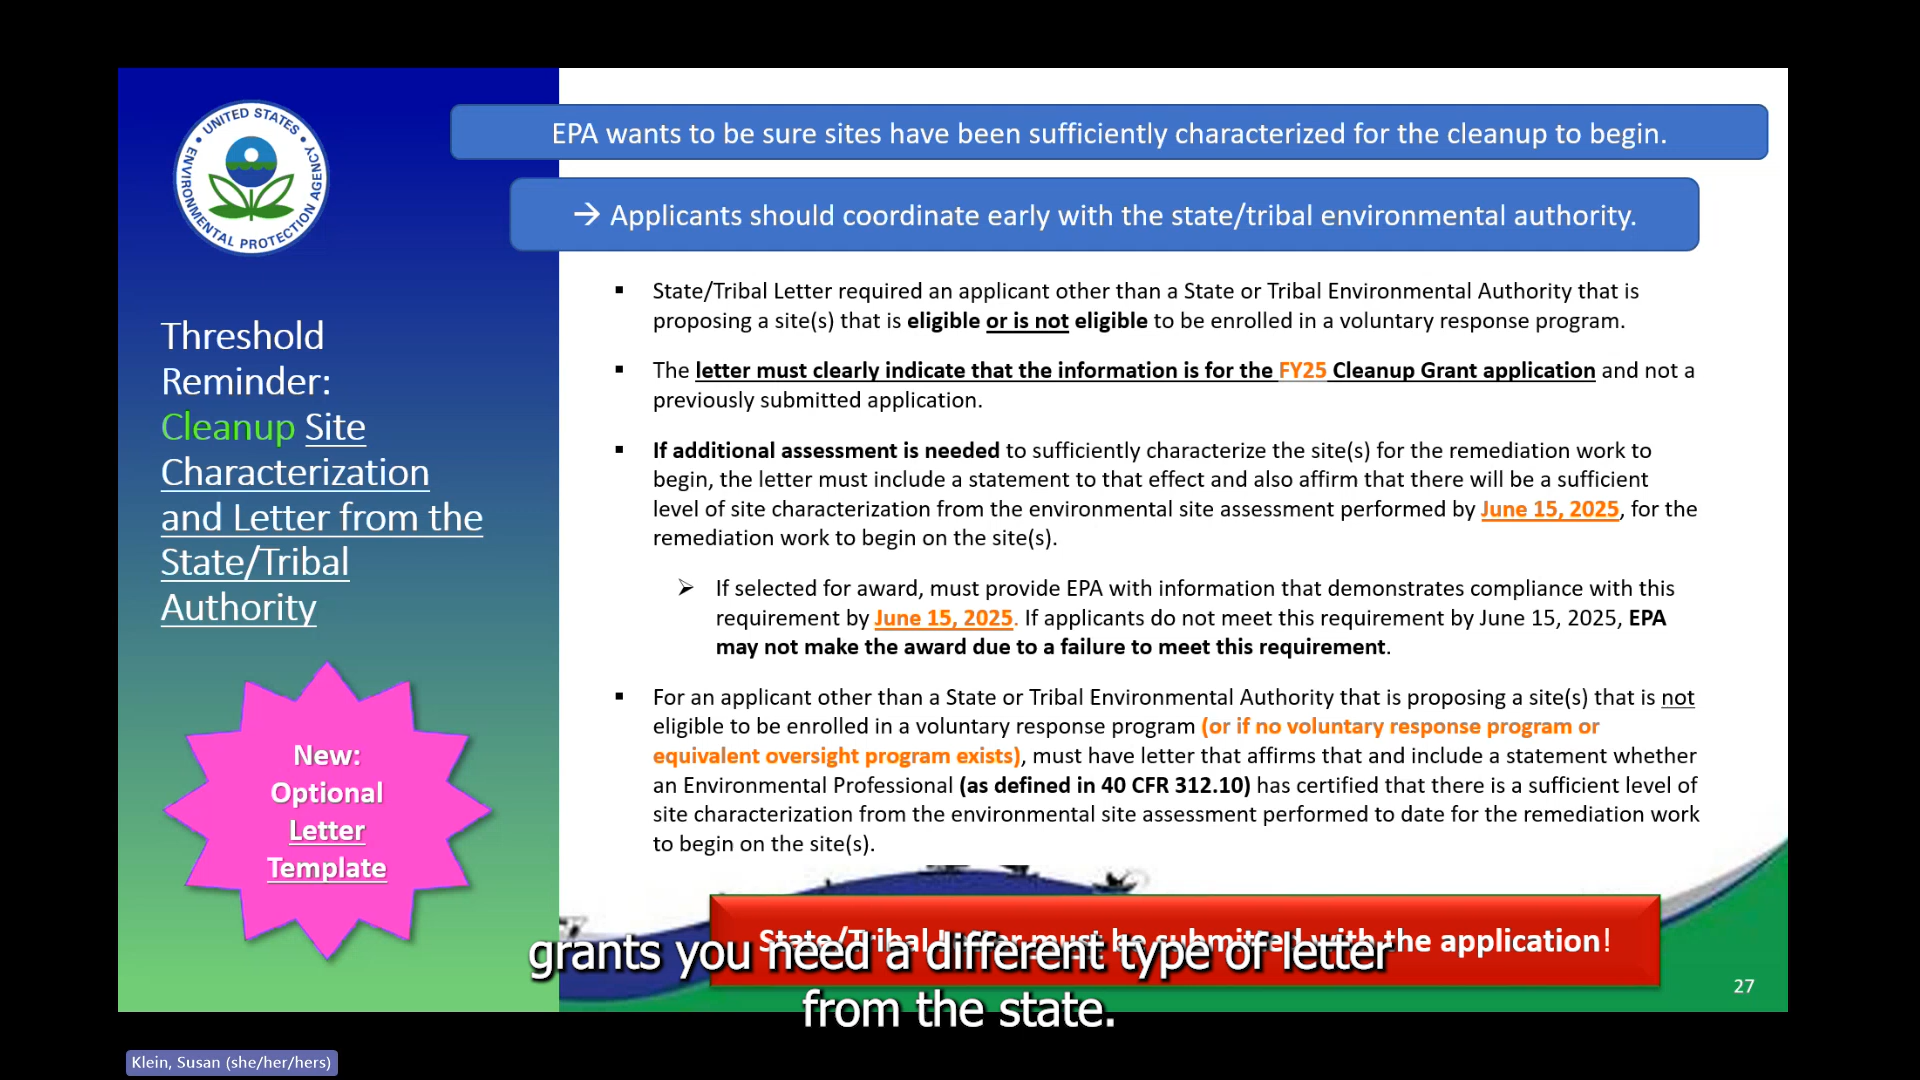 UNITED STATES
ENVIRONMENTAL PROTECTION AGENCY
EPA wants to be sure sites have been sufficiently characterized for the cleanup to begin.
→ Applicants should coordinate early with the state/tribal environmental authority.
Threshold
Reminder:
Cleanup Site
Characterization
and Letter from the
State/Tribal
Authority
New:
Optional
Letter
Template
▪ State/Tribal Letter required an applicant other than a State or Tribal Environmental Authority that is
proposing a site(s) that is eligible or is not eligible to be enrolled in a voluntary response program.
▪ The letter must clearly indicate that the information is for the FY25 Cleanup Grant application and not a
previously submitted application.
▪ If additional assessment is needed to sufficiently characterize the site(s) for the remediation work to
begin, the letter must include a statement to that effect and also affirm that there will be a sufficient
level of site characterization from the environmental site assessment performed by June 15, 2025, for the
remediation work to begin on the site(s).
➢ If selected for award, must provide EPA with information that demonstrates compliance with this
requirement by June 15, 2025. If applicants do not meet this requirement by June 15, 2025, EPA
may not make the award due to a failure to meet this requirement.
▪ For an applicant other than a State or Tribal Environmental Authority that is proposing a site(s) that is not
eligible to be enrolled in a voluntary response program (or if no voluntary response program or
equivalent oversight program exists), must have letter that affirms that and include a statement whether
an Environmental Professional (as defined in 40 CFR 312.10) has certified that there is a sufficient level of
site characterization from the environmental site assessment performed to date for the remediation work
to begin on the site(s).
State/Tribal Letter must be submitted with the application!
grants you need a different type of letter
from the state.
27
Klein, Susan (she/her/hers)